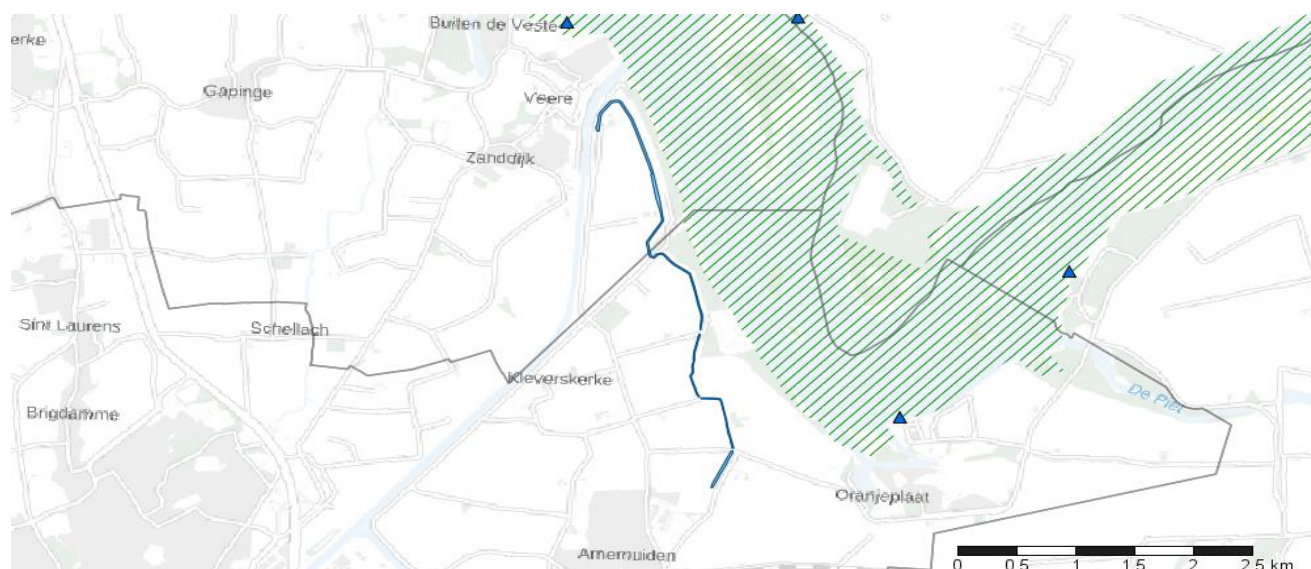 Buiten de Veste
erke
Gapinge
Veere
Zanddijk
Sint Laurens
Schellach
Kleverskerke
Brigdamme
De Piet
Oranjeplaat
Arnemuiden
0 0.5 1 1.5 2 2.5 km